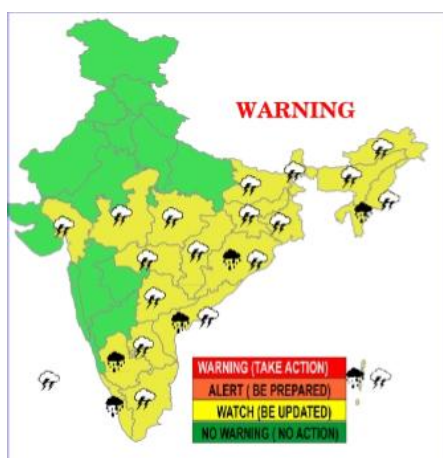 WARNING
WARNING (TAKE ACTION)
ALERT ( BE PREPARED)
WATCH (BE UPDATED)
NO WARNING ( NO ACTION)